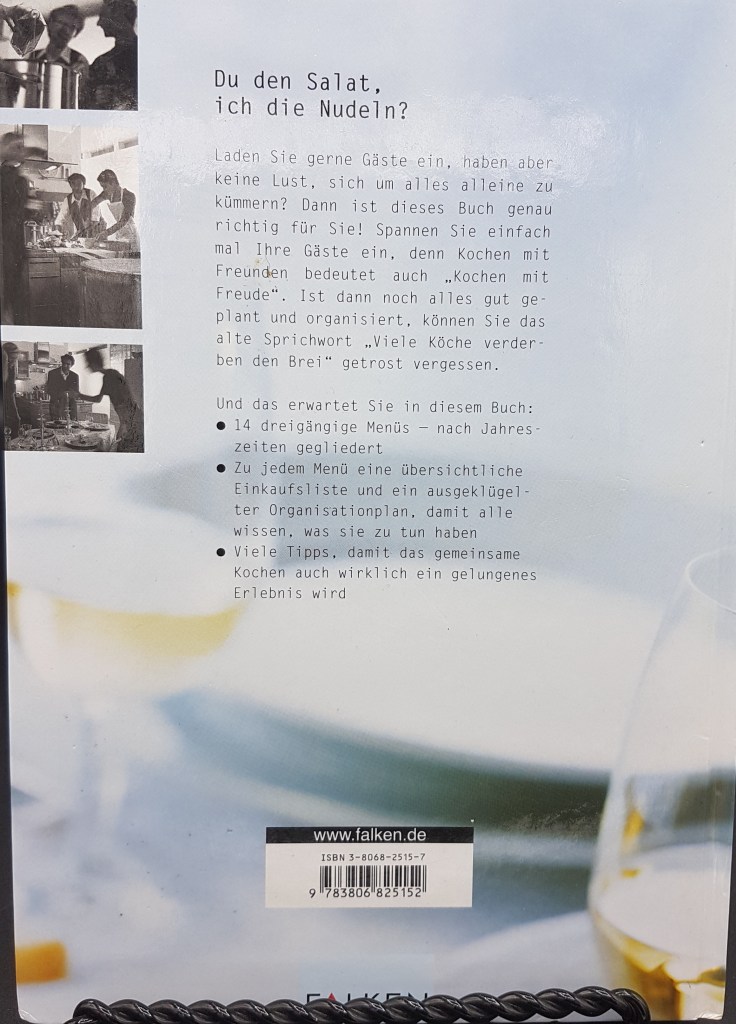 Du den Salat,
ich die Nudeln?
Laden Sie gerne Gäste ein, haben aber
keine Lust, sich um alles alleine zu
kümmern? Dann ist dieses Buch genau
richtig für Sie! Spannen Sie einfach
mal Ihre Gäste ein, denn Kochen mit
Freunden bedeutet auch „Kochen mit
Freude“. Ist dann noch alles gut ge-
plant und organisiert, können Sie das
alte Sprichwort „Viele Köche verder-
ben den Brei“ getrost vergessen.
Und das erwartet Sie in diesem Buch:
● 14 dreigängige Menüs – nach Jahres-
zeiten gegliedert
● Zu jedem Menü eine übersichtliche
Einkaufsliste und ein ausgeklügel-
ter Organisationplan, damit alle
wissen, was sie zu tun haben
● Viele Tipps, damit das gemeinsame
Kochen auch wirklich ein gelungenes
Erlebnis wird
www.falken.de
ISBN 3-8068-2515-7
9 783806 825152
FALKEN